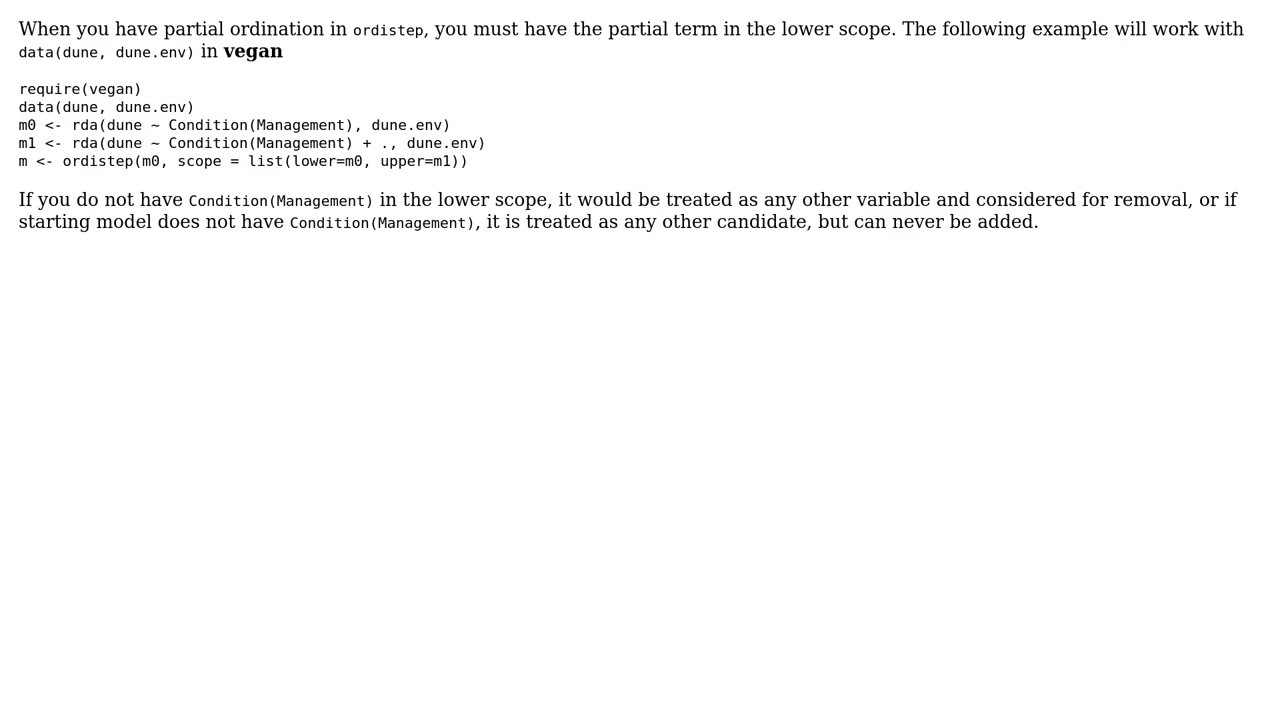 When you have partial ordination in ordistep, you must have the partial term in the lower scope. The following example will work with
data(dune, dune.env) in vegan
require(vegan)
data(dune, dune.env)
m0 <- rda(dune ~ Condition(Management), dune.env)
m1 <- rda(dune ~ Condition(Management) + ., dune.env)
m <- ordistep(m0, scope = list(lower=m0, upper=m1))
If you do not have Condition(Management) in the lower scope, it would be treated as any other variable and considered for removal, or if
starting model does not have Condition(Management), it is treated as any other candidate, but can never be added.